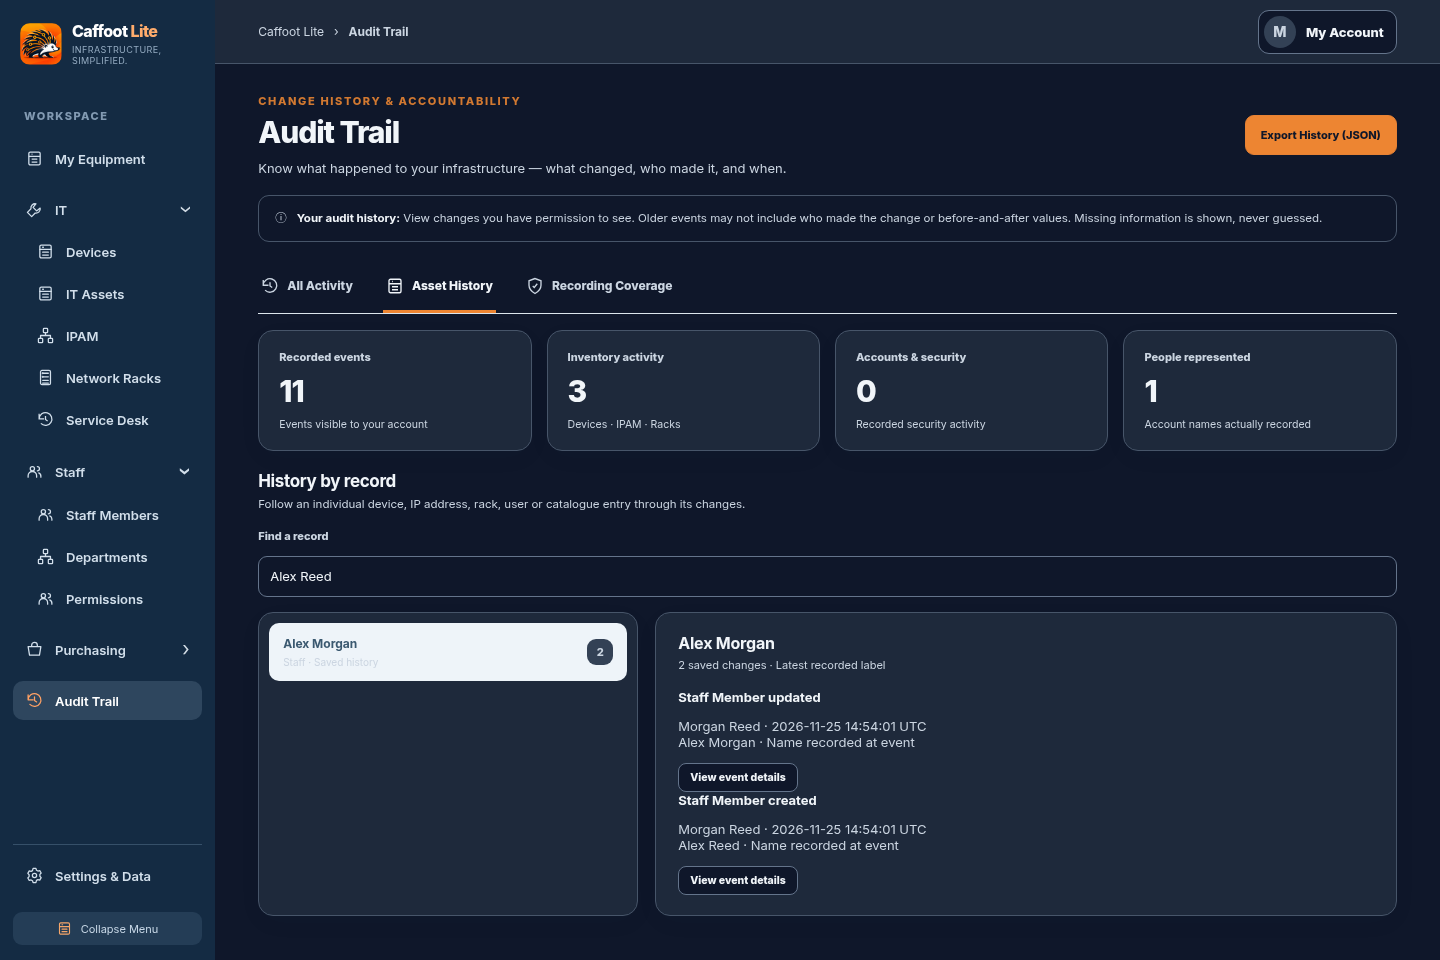 Caffoot Lite
INFRASTRUCTURE,
SIMPLIFIED.
WORKSPACE
My Equipment
IT
Devices
IT Assets
IPAM
Network Racks
Service Desk
Staff
Staff Members
Departments
Permissions
Purchasing
Audit Trail
Settings & Data
Collapse Menu
Caffoot Lite › Audit Trail
M My Account
CHANGE HISTORY & ACCOUNTABILITY
Audit Trail
Know what happened to your infrastructure — what changed, who made it, and when.
Export History (JSON)
ⓘ Your audit history: View changes you have permission to see. Older events may not include who made the change or before-and-after values. Missing information is shown, never guessed.
All Activity Asset History Recording Coverage
Recorded events
11
Events visible to your account
Inventory activity
3
Devices · IPAM · Racks
Accounts & security
0
Recorded security activity
People represented
1
Account names actually recorded
History by record
Follow an individual device, IP address, rack, user or catalogue entry through its changes.
Find a record
Alex Reed
Alex Morgan
Staff · Saved history
2
Alex Morgan
2 saved changes · Latest recorded label
Staff Member updated
Morgan Reed · 2026-11-25 14:54:01 UTC
Alex Morgan · Name recorded at event
View event details
Staff Member created
Morgan Reed · 2026-11-25 14:54:01 UTC
Alex Reed · Name recorded at event
View event details